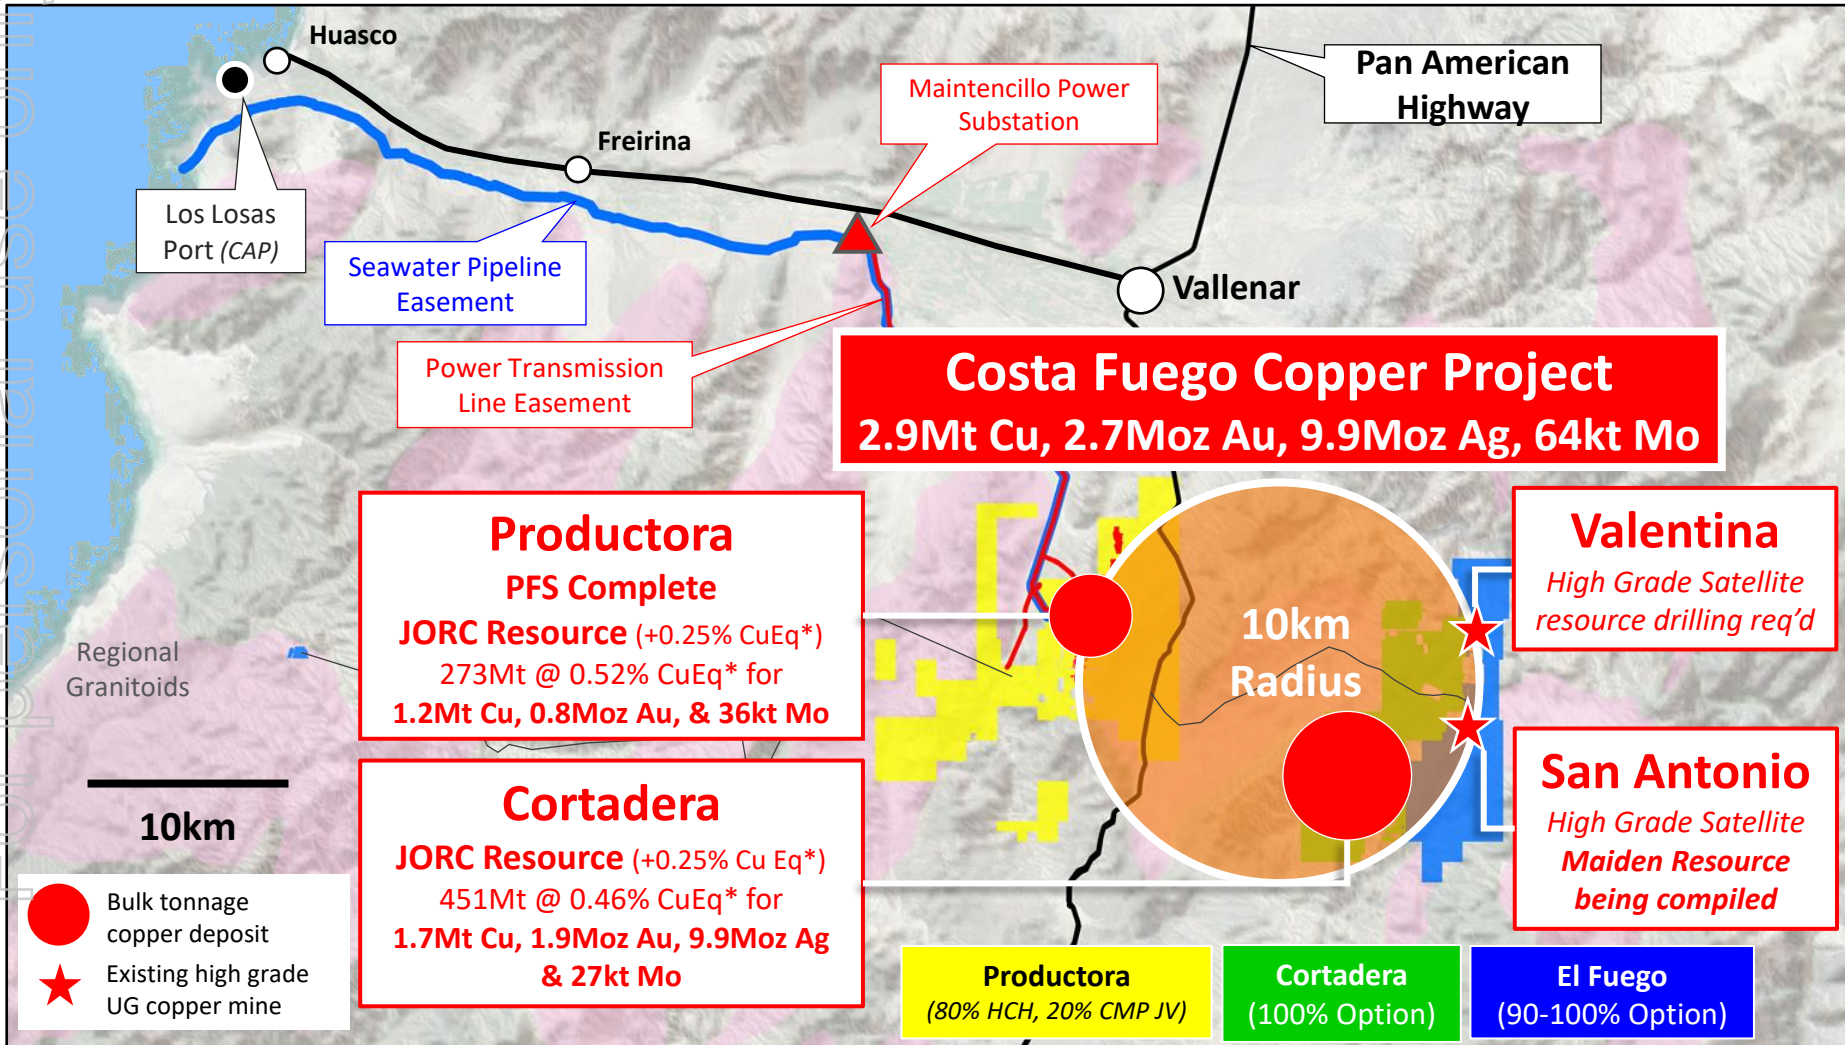 For personal use only
Huasco
Pan American
Highway
Maintencillo Power
Substation
Freirina
Los Losas
Port (CAP)
Seawater Pipeline
Easement
Vallenar
Power Transmission
Line Easement
Costa Fuego Copper Project
2.9Mt Cu, 2.7Moz Au, 9.9Moz Ag, 64kt Mo
Productora
PFS Complete
JORC Resource (+0.25% CuEq*)
273Mt @ 0.52% CuEq* for
1.2Mt Cu, 0.8Moz Au, & 36kt Mo
Valentina
High Grade Satellite
resource drilling req'd
10km
Radius
Regional
Granitoids
San Antonio
High Grade Satellite
Maiden Resource
being compiled
Cortadera
JORC Resource (+0.25% Cu Eq*)
451Mt @ 0.46% CuEq* for
1.7Mt Cu, 1.9Moz Au, 9.9Moz Ag
& 27kt Mo
10km
Bulk tonnage
copper deposit
Existing high grade
UG copper mine
Productora
(80% HCH, 20% CMP JV)
Cortadera
(100% Option)
El Fuego
(90-100% Option)